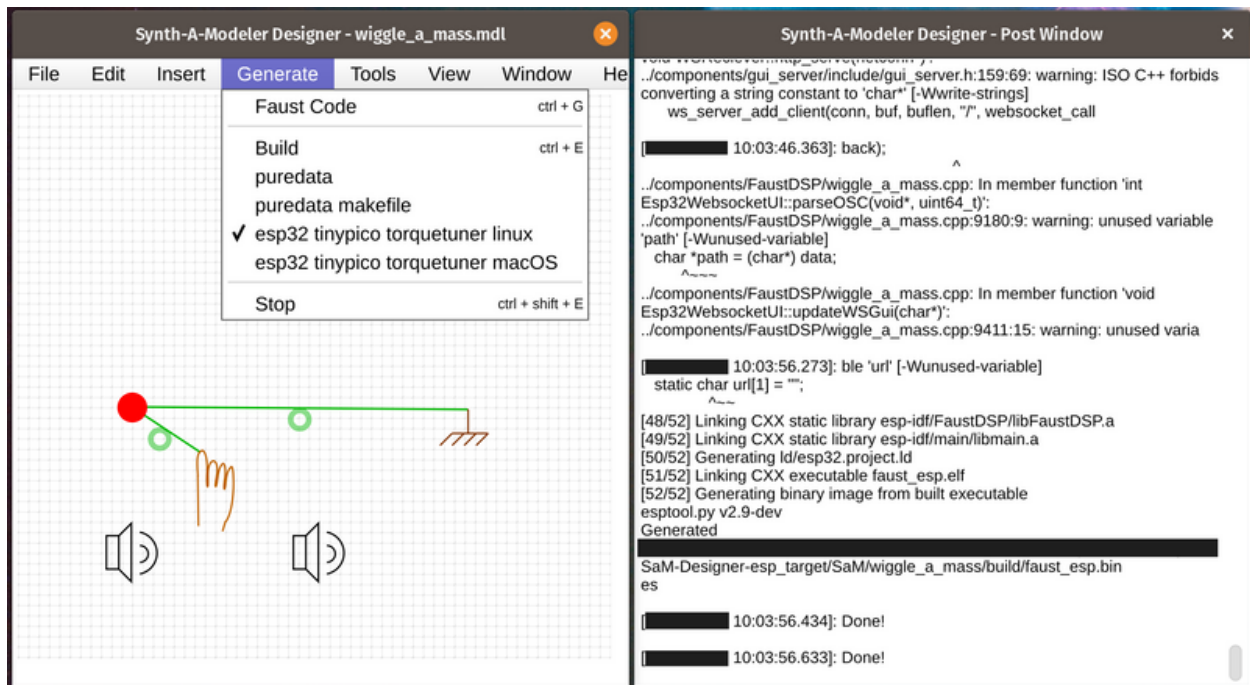 Synth-A-Modeler Designer - wiggle_a_mass.mdl
File Edit Insert Generate Tools View Window He
Faust Code ctrl + G
Build ctrl + E
puredata
puredata makefile
✓ esp32 tinypico torquetuner linux
esp32 tinypico torquetuner macOS
Stop ctrl + shift + E
Synth-A-Modeler Designer - Post Window
../components/gui_server/include/gui_server.h:159:69: warning: ISO C++ forbids
converting a string constant to 'char*' [-Wwrite-strings]
ws_server_add_client(conn, buf, buflen, "/", websocket_call
[ 10:03:46.363]: back);
^
../components/FaustDSP/wiggle_a_mass.cpp: In member function 'int
Esp32WebsocketUI::parseOSC(void*, uint64_t)':
../components/FaustDSP/wiggle_a_mass.cpp:9180:9: warning: unused variable
'path' [-Wunused-variable]
char *path = (char*) data;
^~~~
../components/FaustDSP/wiggle_a_mass.cpp: In member function 'void
Esp32WebsocketUI::updateWSGui(char*)':
../components/FaustDSP/wiggle_a_mass.cpp:9411:15: warning: unused varia
[ 10:03:56.273]: ble 'url' [-Wunused-variable]
static char url[1] = "";
^~~
[48/52] Linking CXX static library esp-idf/FaustDSP/libFaustDSP.a
[49/52] Linking CXX static library esp-idf/main/libmain.a
[50/52] Generating ld/esp32.project.ld
[51/52] Linking CXX executable faust_esp.elf
[52/52] Generating binary image from built executable
esptool.py v2.9-dev
Generated
SaM-Designer-esp_target/SaM/wiggle_a_mass/build/faust_esp.bin
es
[ 10:03:56.434]: Done!
[ 10:03:56.633]: Done!